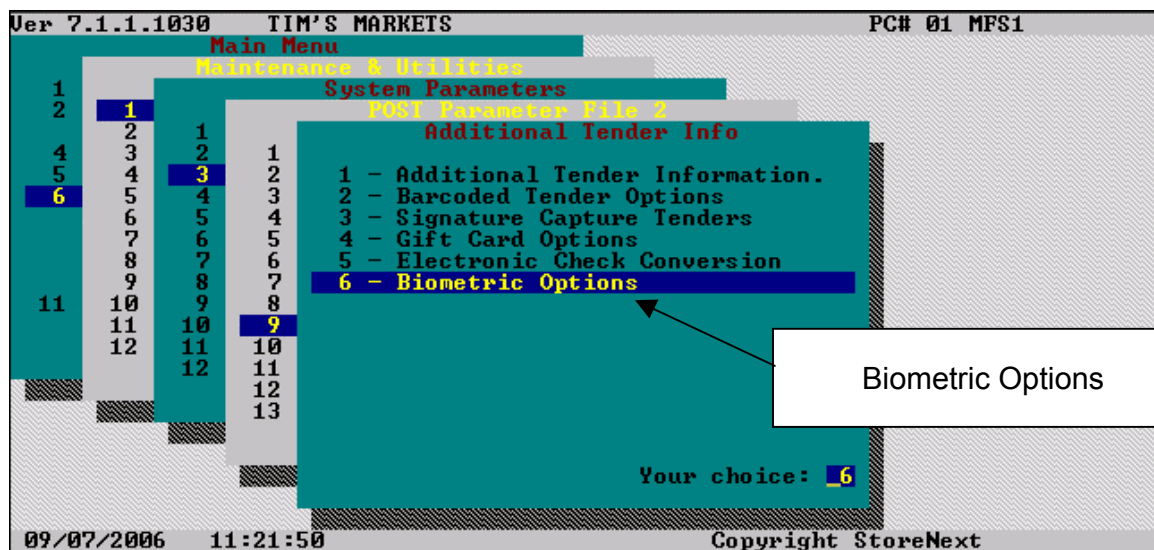 Ver 7.1.1.1030 TIM'S MARKETS PC# 01 MFS1
Main Menu
1
2
4
5
6
11
Maintenance & Utilities
1
2
3
4
5
6
7
8
9
10
11
12
System Parameters
1
2
3
4
5
6
7
8
9
10
11
12
POST Parameter File 2
1
2
3
4
5
6
7
8
9
10
11
12
13
Additional Tender Info
1 - Additional Tender Information.
2 - Barcoded Tender Options
3 - Signature Capture Tenders
4 - Gift Card Options
5 - Electronic Check Conversion
6 - Biometric Options
Your choice: _6
Biometric Options
09/07/2006 11:21:50 Copyright StoreNext